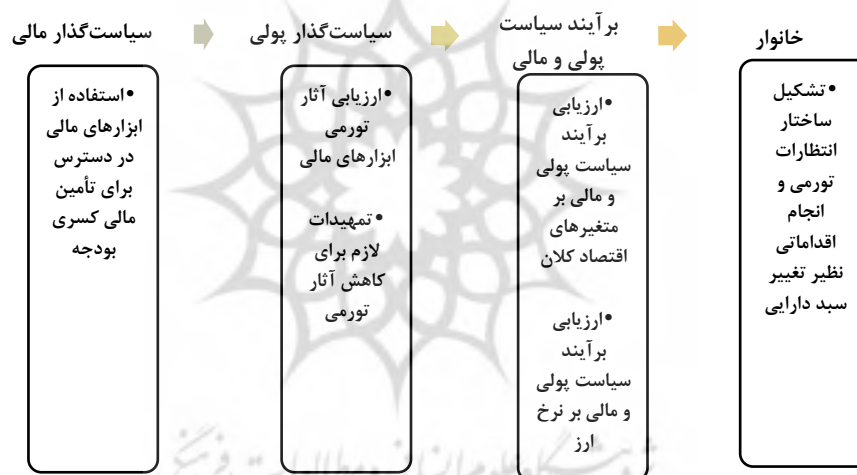 سیاست‌گذار مالی
•استفاده از
ابزارهای مالی
در دسترس
برای تأمین
مالی کسری
بودجه
سیاست‌گذار پولی
•ارزیابی آثار
تورمی
ابزارهای مالی
•تمهیدات
لازم برای
کاهش آثار
تورمی
برآیند سیاست
پولی و مالی
•ارزیابی
برآیند
سیاست پولی
و مالی بر
متغیرهای
اقتصاد کلان
•ارزیابی
برآیند
سیاست پولی
و مالی بر نرخ
ارز
خانوار
•تشکیل
ساختار
انتظارات
تورمی و
انجام
اقداماتی
نظیر تغییر
سبد دارایی